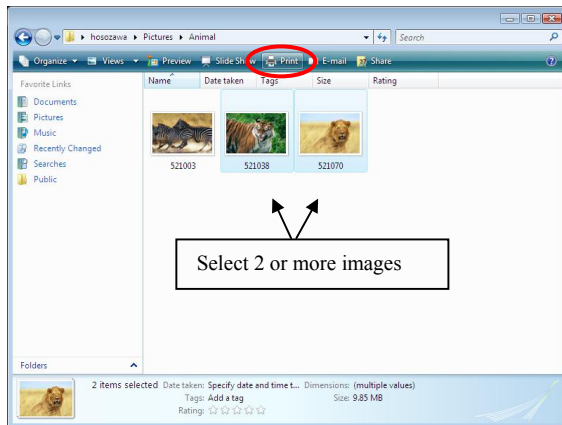 hosozawa Pictures Animal Search
Organize Views Preview Slide Show Print E-mail Share
Favorite Links
Documents
Pictures
Music
Recently Changed
Searches
Public
Folders
Name Date taken Tags Size Rating
521003 521038 521070
Select 2 or more images
2 items selected Date taken: Specify date and time t... Dimensions: (multiple values)
Tags: Add a tag Size: 9.85 MB
Rating: